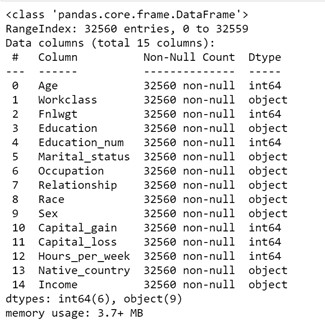 <class 'pandas.core.frame.DataFrame'>
RangeIndex: 32560 entries, 0 to 32559
Data columns (total 15 columns):
 #   Column          Non-Null Count  Dtype
---  ------          --------------  -----
 0   Age             32560 non-null  int64
 1   Workclass       32560 non-null  object
 2   Fnlwgt          32560 non-null  int64
 3   Education       32560 non-null  object
 4   Education_num   32560 non-null  int64
 5   Marital_status  32560 non-null  object
 6   Occupation      32560 non-null  object
 7   Relationship    32560 non-null  object
 8   Race            32560 non-null  object
 9   Sex             32560 non-null  object
 10  Capital_gain    32560 non-null  int64
 11  Capital_loss    32560 non-null  int64
 12  Hours_per_week  32560 non-null  int64
 13  Native_country  32560 non-null  object
 14  Income          32560 non-null  object
dtypes: int64(6), object(9)
memory usage: 3.7+ MB